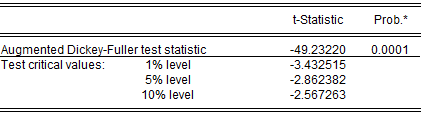 t-Statistic Prob.*
Augmented Dickey-Fuller test statistic -49.23220 0.0001
Test critical values: 1% level -3.432515
5% level -2.862382
10% level -2.567263